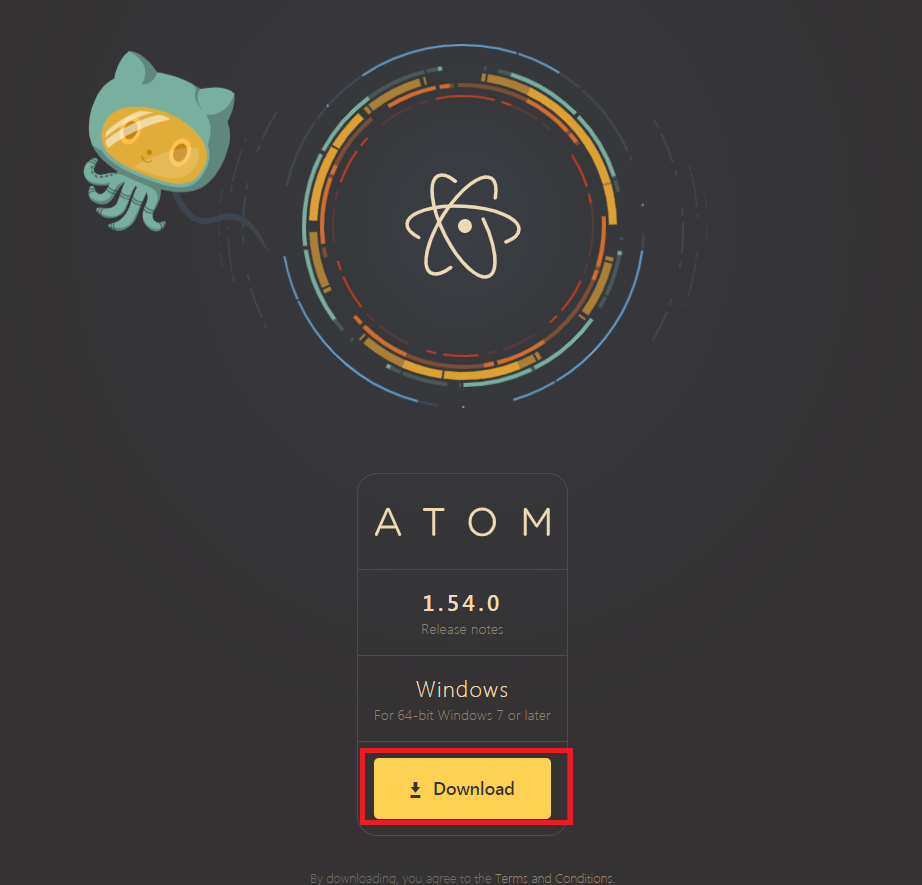 ATOM
1.54.0
Release notes
Windows
For 64-bit Windows 7 or later
Download
By downloading, you agree to the Terms and Conditions.